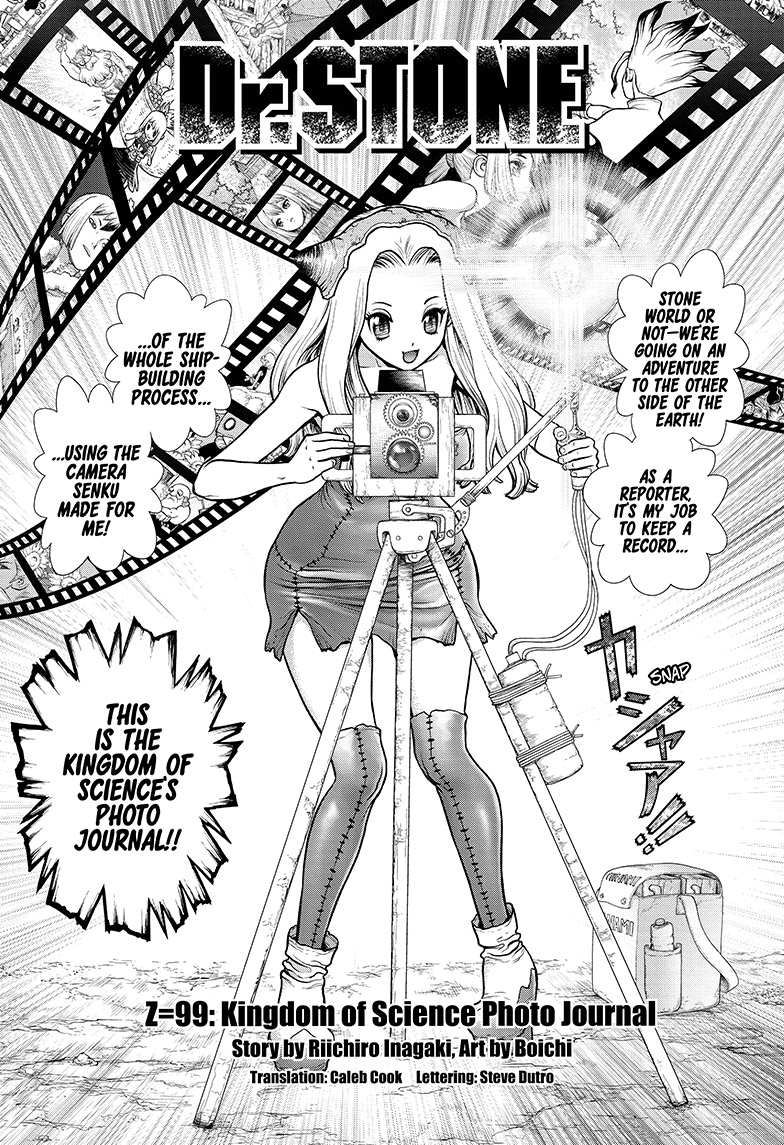 Dr.STONE
STONE
WORLD OR
NOT—WE'RE
GOING ON AN
ADVENTURE
TO THE OTHER
SIDE OF THE
EARTH!
AS A
REPORTER,
IT'S MY JOB
TO KEEP A
RECORD...
...OF THE
WHOLE SHIP-
BUILDING
PROCESS...
...USING THE
CAMERA
SENKU
MADE FOR
ME!
カシャアッ
SNAP
THIS
IS THE
KINGDOM OF
SCIENCE'S
PHOTO
JOURNAL!!
MINAMI
Z=99: Kingdom of Science Photo Journal
Story by Riichiro Inagaki, Art by Boichi
Translation: Caleb Cook Lettering: Steve Dutro